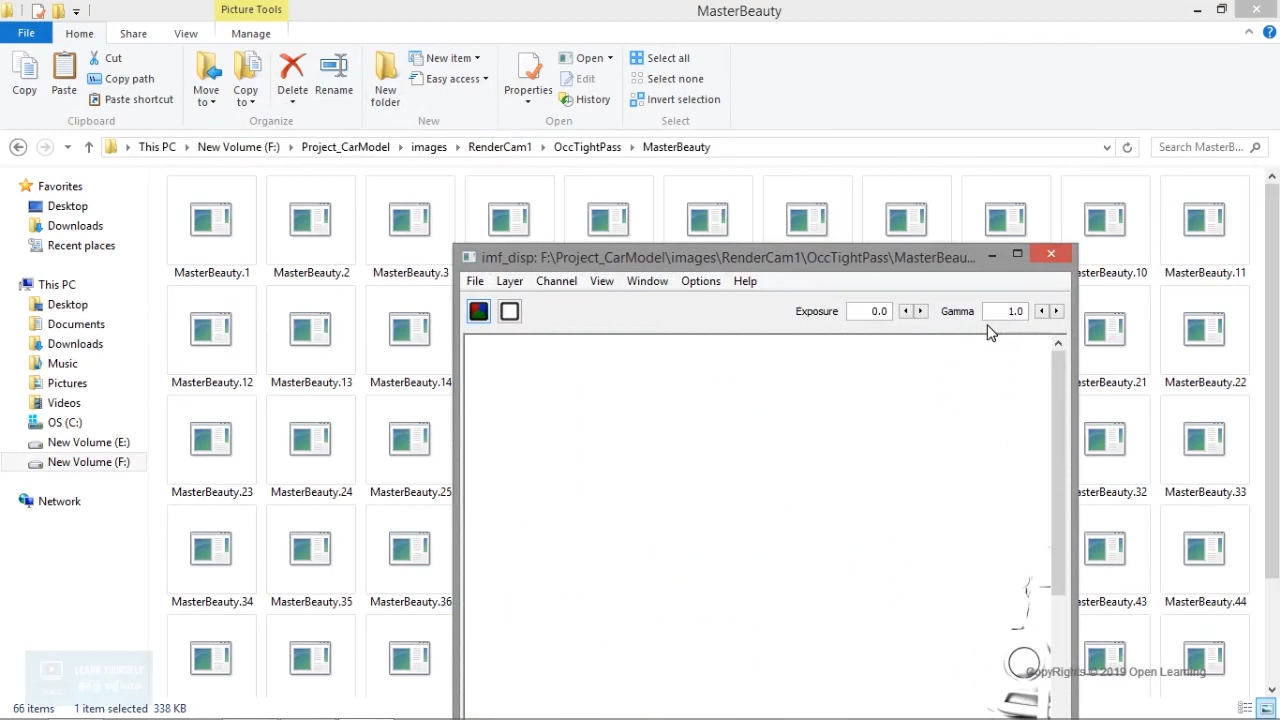 Picture Tools
MasterBeauty
File Home Share View Manage
Copy
Paste
Cut
Copy path
Paste shortcut
Clipboard
Move to
Copy to
Delete
Rename
Organize
New folder
New item
Easy access
New
Properties
Open
Edit
History
Open
Select all
Select none
Invert selection
Select
This PC New Volume (F:) Project_CarModel images RenderCam1 OccTightPass MasterBeauty
Search MasterB...
Favorites
Desktop
Downloads
Recent places
This PC
Desktop
Documents
Downloads
Music
Pictures
Videos
OS (C:)
New Volume (E:)
New Volume (F:)
Network
MasterBeauty.1 MasterBeauty.2 MasterBeauty.3 MasterBeauty.10 MasterBeauty.11
MasterBeauty.12 MasterBeauty.13 MasterBeauty.14 asterBeauty.21 MasterBeauty.22
MasterBeauty.23 MasterBeauty.24 MasterBeauty.25 asterBeauty.32 MasterBeauty.33
MasterBeauty.34 MasterBeauty.35 MasterBeauty.36 asterBeauty.43 MasterBeauty.44
imf_disp: F:\Project_CarModel\images\RenderCam1\OccTightPass\MasterBeau...
File Layer Channel View Window Options Help
Exposure 0.0 Gamma 1.0
LEARN YOURSELF
CopyRights © 2019 Open Learning
66 items 1 item selected 338 KB